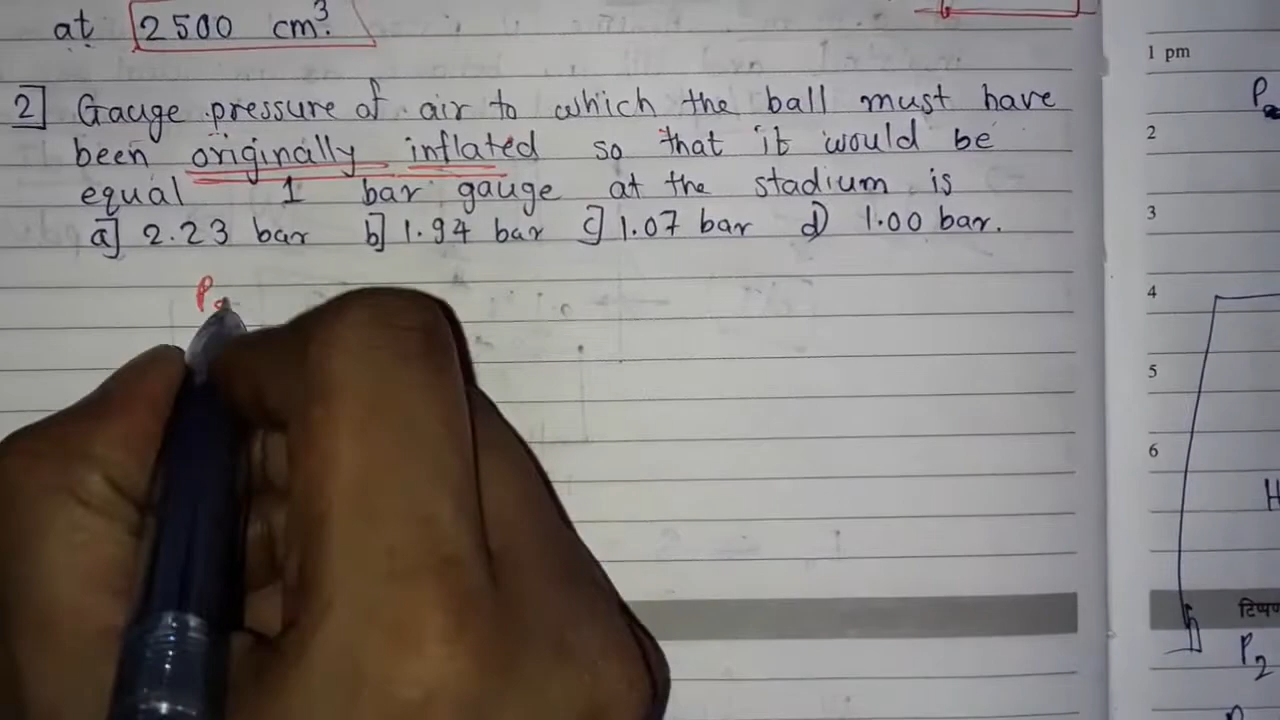 at 2500 cm³.
2] Gauge pressure of air to which the ball must have
been originally inflated so that it would be
equal 1 bar gauge at the stadium is
a] 2.23 bar b] 1.94 bar c] 1.07 bar d) 1.00 bar.
P
1 pm
2
3
4
5
6
H
P₂